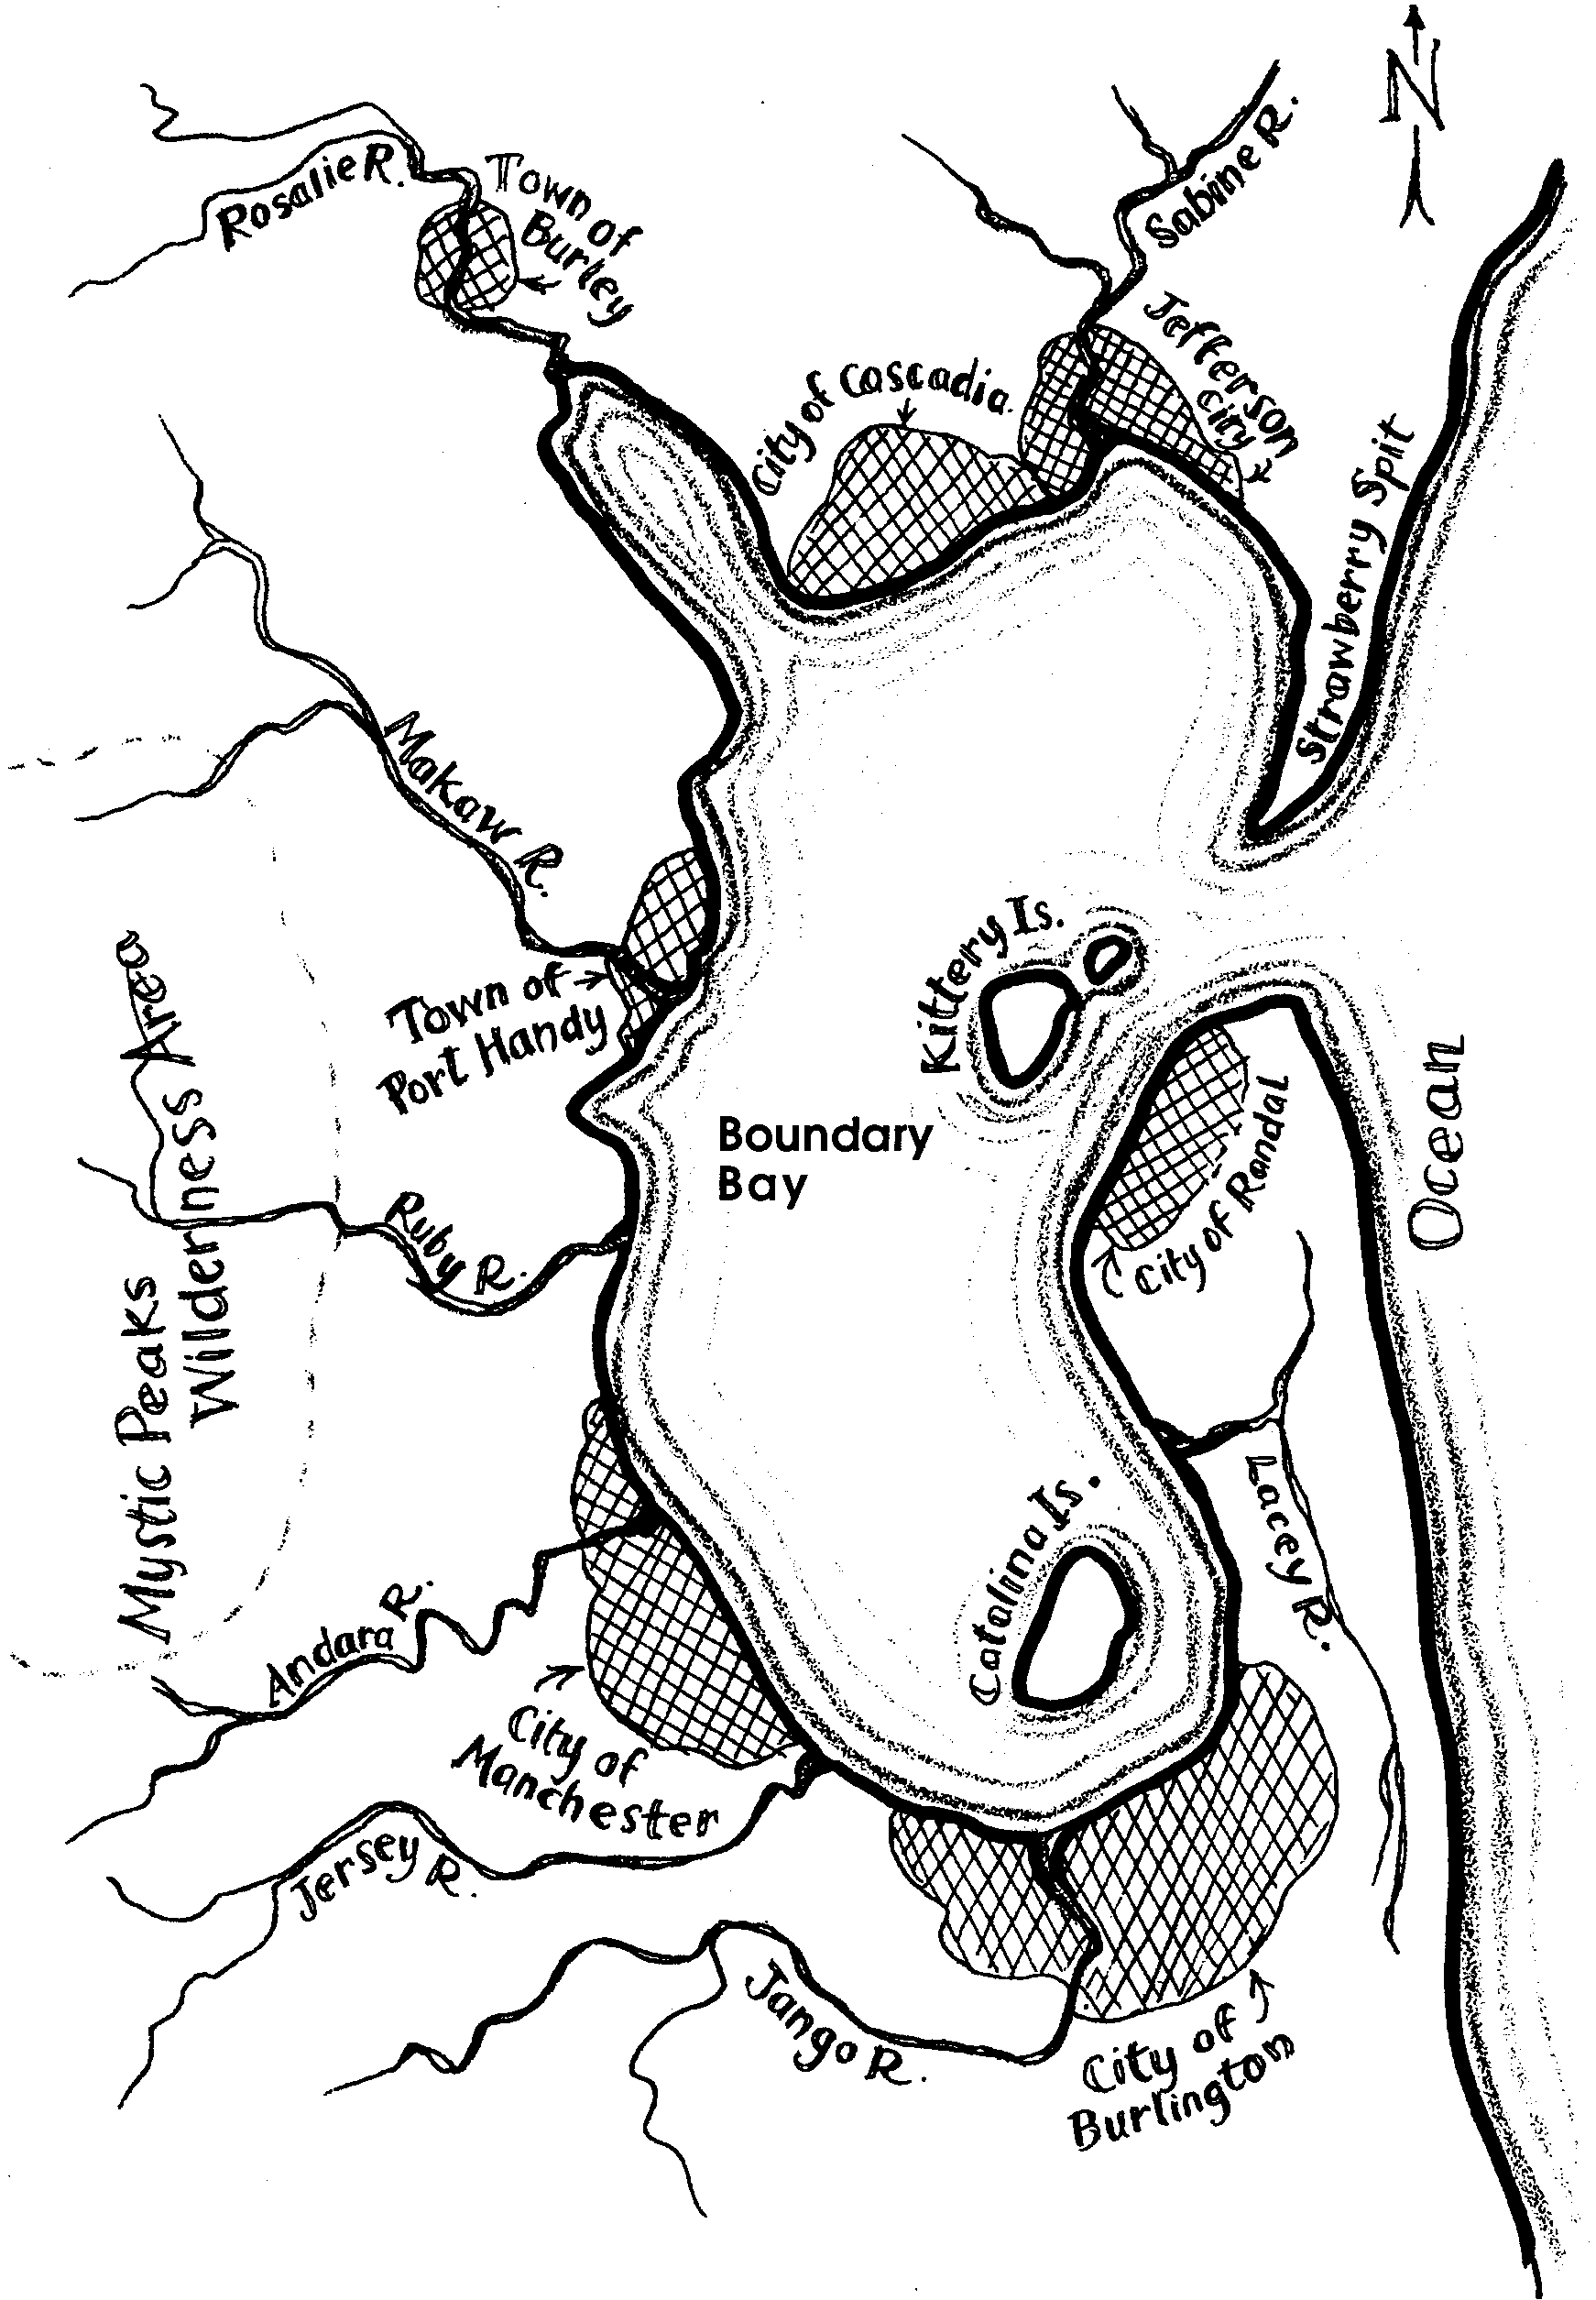 N
Rosalie R.
Town of
Burley
Sabine R.
Jefferson
City
City of Cascadia
Strawberry Spit
Makaw R.
Town of
Port Handy
Kittery Is.
Boundary
Bay
City of Randal
Ocean
Mystic Peaks
Wilderness Area
Ruby R.
Lacey R.
Catalina Is.
Andara R.
City of
Manchester
Jersey R.
Jango R.
City of
Burlington